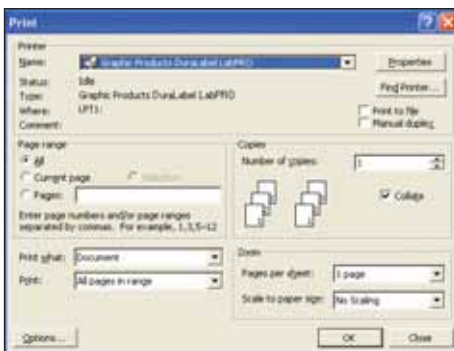 Print
Printer
Name: Graphic Products DuraLabel LabPRO Properties
Status: Idle Find Printer...
Type: Graphic Products DuraLabel LabPRO
Where: LPT1: Print to file
Comment: Manual duplex
Page range Copies
All Number of copies: 1
Current page Selection
Pages: Collate
Enter page numbers and/or page ranges
separated by commas. For example, 1,3,5-12
Print what: Document Zoom
Print: All pages in range Pages per sheet: 1 page
Scale to paper size: No Scaling
Options... OK Close